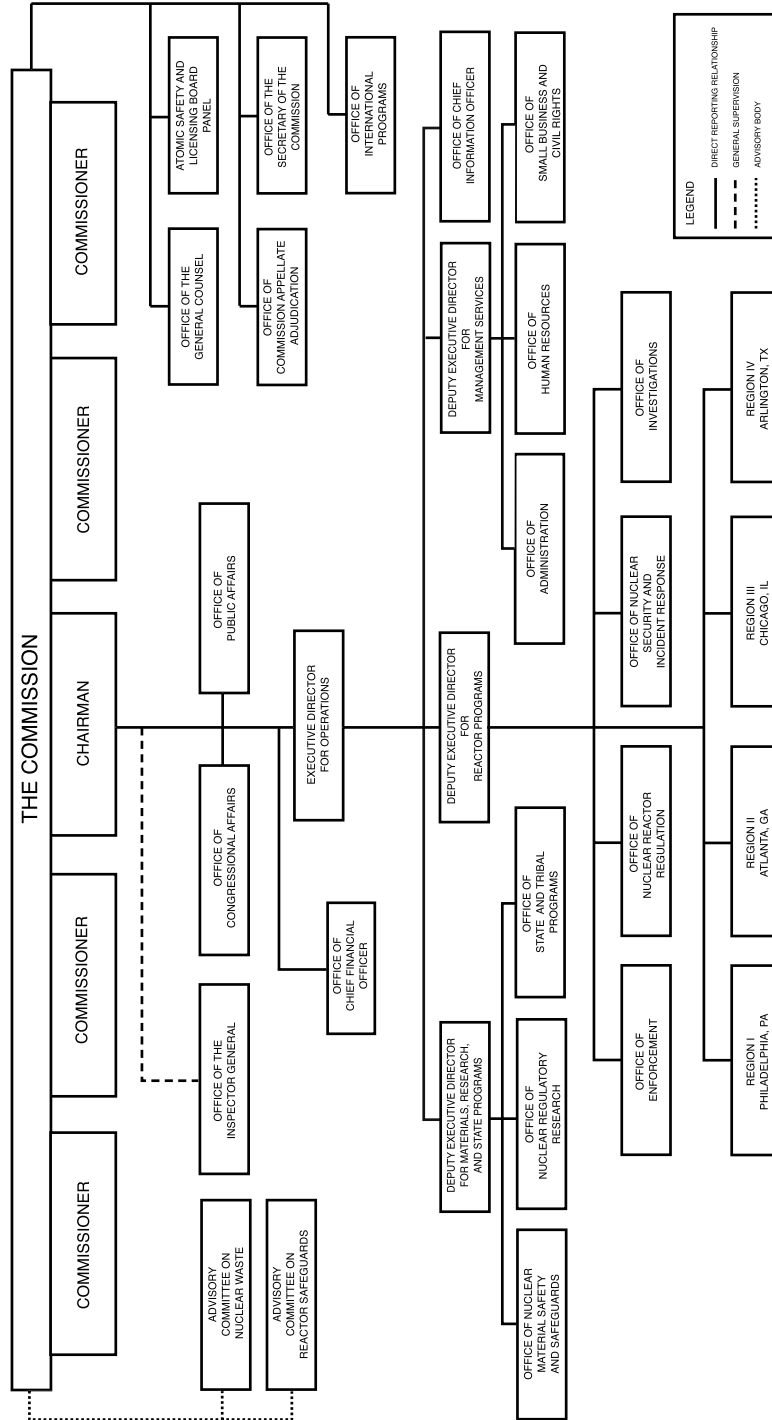 THE COMMISSION
COMMISSIONER
COMMISSIONER
CHAIRMAN
COMMISSIONER
COMMISSIONER
ADVISORY
COMMITTEE ON
NUCLEAR WASTE
ADVISORY
COMMITTEE ON
REACTOR SAFEGUARDS
OFFICE OF THE
INSPECTOR GENERAL
OFFICE OF
CONGRESSIONAL AFFAIRS
OFFICE OF
PUBLIC AFFAIRS
OFFICE OF THE
GENERAL COUNSEL
ATOMIC SAFETY AND
LICENSING BOARD
PANEL
OFFICE OF
COMMISSION APPELLATE
ADJUDICATION
OFFICE OF THE
SECRETARY OF THE
COMMISSION
OFFICE OF
INTERNATIONAL
PROGRAMS
EXECUTIVE DIRECTOR
FOR OPERATIONS
OFFICE OF
CHIEF FINANCIAL
OFFICER
DEPUTY EXECUTIVE DIRECTOR
FOR MATERIALS, RESEARCH,
AND STATE PROGRAMS
DEPUTY EXECUTIVE DIRECTOR
FOR
REACTOR PROGRAMS
DEPUTY EXECUTIVE DIRECTOR
FOR
MANAGEMENT SERVICES
OFFICE OF CHIEF
INFORMATION OFFICER
OFFICE OF NUCLEAR
MATERIAL SAFETY
AND SAFEGUARDS
OFFICE OF
NUCLEAR REGULATORY
RESEARCH
OFFICE OF
STATE AND TRIBAL
PROGRAMS
OFFICE OF
ADMINISTRATION
OFFICE OF
HUMAN RESOURCES
OFFICE OF
SMALL BUSINESS AND
CIVIL RIGHTS
OFFICE OF
ENFORCEMENT
OFFICE OF
NUCLEAR REACTOR
REGULATION
OFFICE OF NUCLEAR
SECURITY AND
INCIDENT RESPONSE
OFFICE OF
INVESTIGATIONS
REGION I
PHILADELPHIA, PA
REGION II
ATLANTA, GA
REGION III
CHICAGO, IL
REGION IV
ARLINGTON, TX
LEGEND
DIRECT REPORTING RELATIONSHIP
GENERAL SUPERVISION
ADVISORY BODY